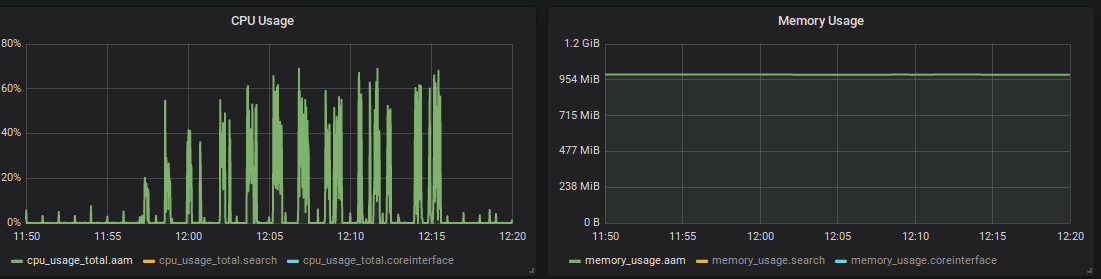 CPU Usage
80%
60%
40%
20%
0%
11:50 11:55 12:00 12:05 12:10 12:15 12:20
cpu_usage_total.aam cpu_usage_total.search cpu_usage_total.coreinterface
Memory Usage
1.2 GiB
954 MiB
715 MiB
477 MiB
238 MiB
0 B
11:50 11:55 12:00 12:05 12:10 12:15 12:20
memory_usage.aam memory_usage.search memory_usage.coreinterface